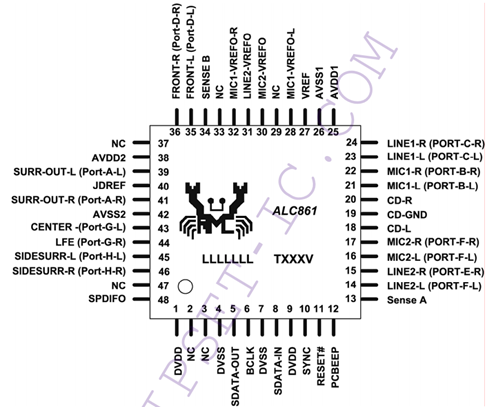 FRONT-R (Port-D-R)
FRONT-L (Port-D-L)
SENSE B
NC
MIC1-VREFO-R
LINE2-VREFO
MIC2-VREFO
NC
MIC1-VREFO-L
VREF
AVSS1
AVDD1
36 35 34 33 32 31 30 29 28 27 26 25
NC 37
AVDD2 38
SURR-OUT-L (Port-A-L) 39
JDREF 40
SURR-OUT-R (Port-A-R) 41
AVSS2 42
CENTER -(Port-G-L) 43
LFE (Port-G-R) 44
SIDESURR-L (Port-H-L) 45
SIDESURR-R (Port-H-R) 46
NC 47
SPDIFO 48
ALC861
LLLLLLL TXXXV
24 LINE1-R (PORT-C-R)
23 LINE1-L (PORT-C-L)
22 MIC1-R (PORT-B-R)
21 MIC1-L (PORT-B-L)
20 CD-R
19 CD-GND
18 CD-L
17 MIC2-R (PORT-F-R)
16 MIC2-L (PORT-F-L)
15 LINE2-R (PORT-E-R)
14 LINE2-L (PORT-F-L)
13 Sense A
1 2 3 4 5 6 7 8 9 10 11 12
DVDD
NC
NC
DVSS
SDATA-OUT
BCLK
DVSS
SDATA-IN
DVDD
SYNC
RESET#
PCBEEP